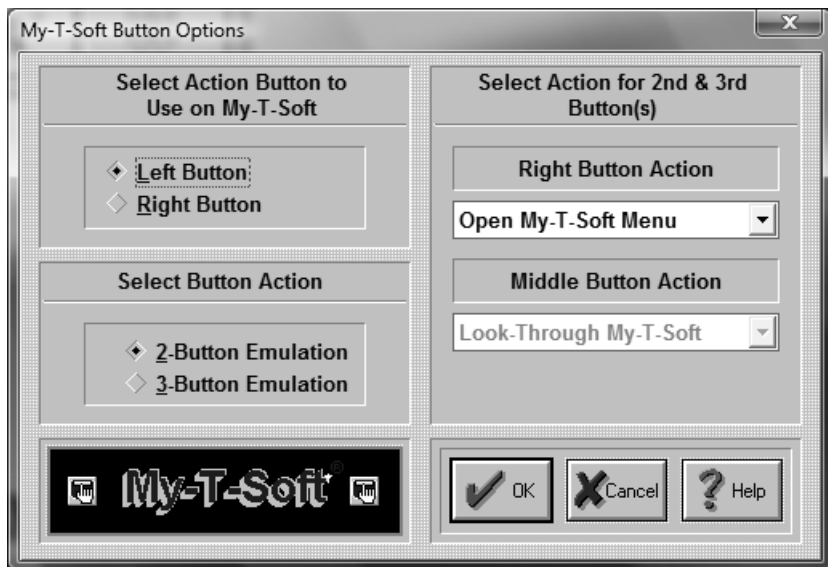 My-T-Soft Button Options
X
Select Action Button to
Use on My-T-Soft
Left Button
Right Button
Select Button Action
2-Button Emulation
3-Button Emulation
Select Action for 2nd & 3rd
Button(s)
Right Button Action
Open My-T-Soft Menu
Middle Button Action
Look-Through My-T-Soft
My-T-Soft®
OK
Cancel
Help